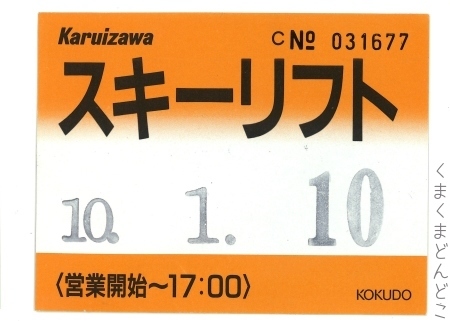 Karuizawa
C№ 031677
スキーリフト
10. 1. 10
〈営業開始〜17:00〉
KOKUDO
くまくまどんどこ